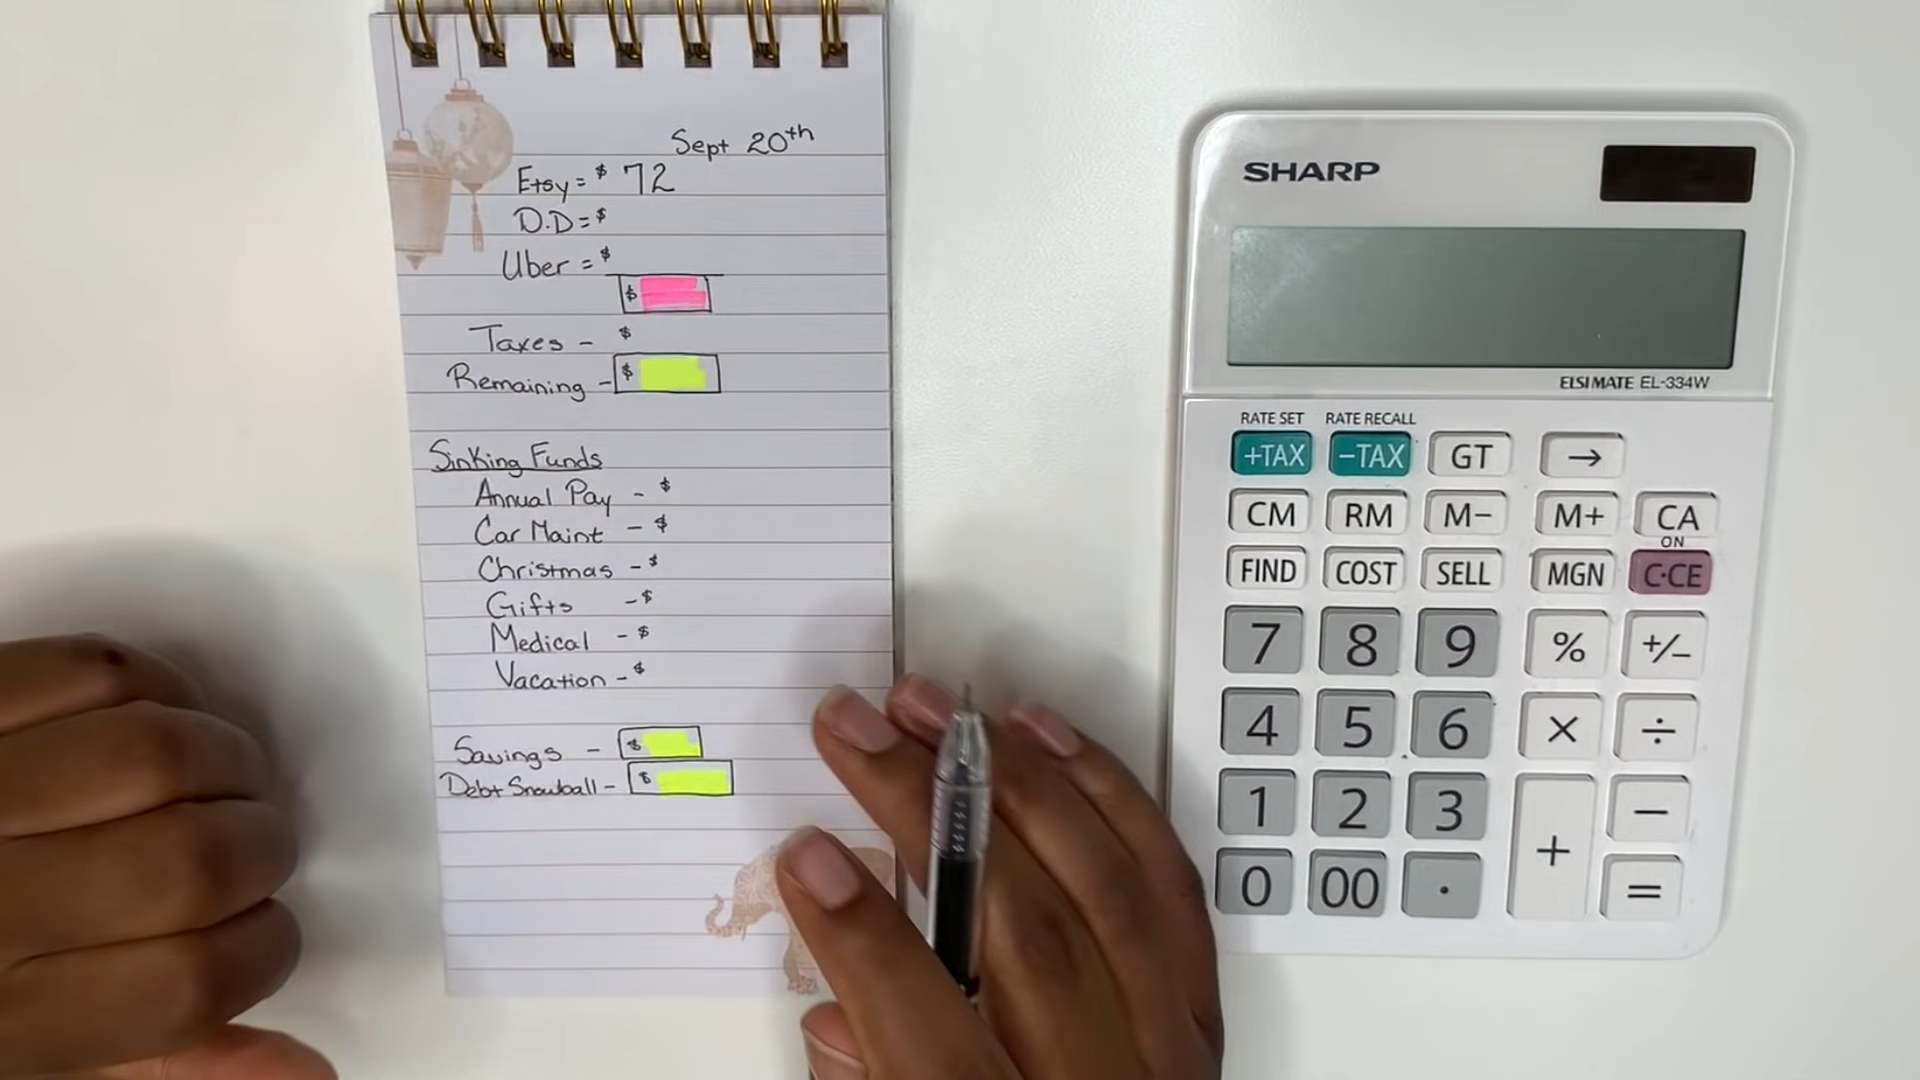 Sept 20th
Etsy = $ 72
D.D = $
Uber = $
$
Taxes - $
Remaining - $
Sinking Funds
Annual Pay - $
Car Maint - $
Christmas - $
Gifts - $
Medical - $
Vacation - $
Savings - $
Debt Snowball - $
SHARP
ELSIMATE EL-334W
RATE SET RATE RECALL
+TAX -TAX GT →
CM RM M- M+ CA
ON
FIND COST SELL MGN C·CE
7 8 9 % +/-
4 5 6 × ÷
1 2 3 + -
0 00 . =